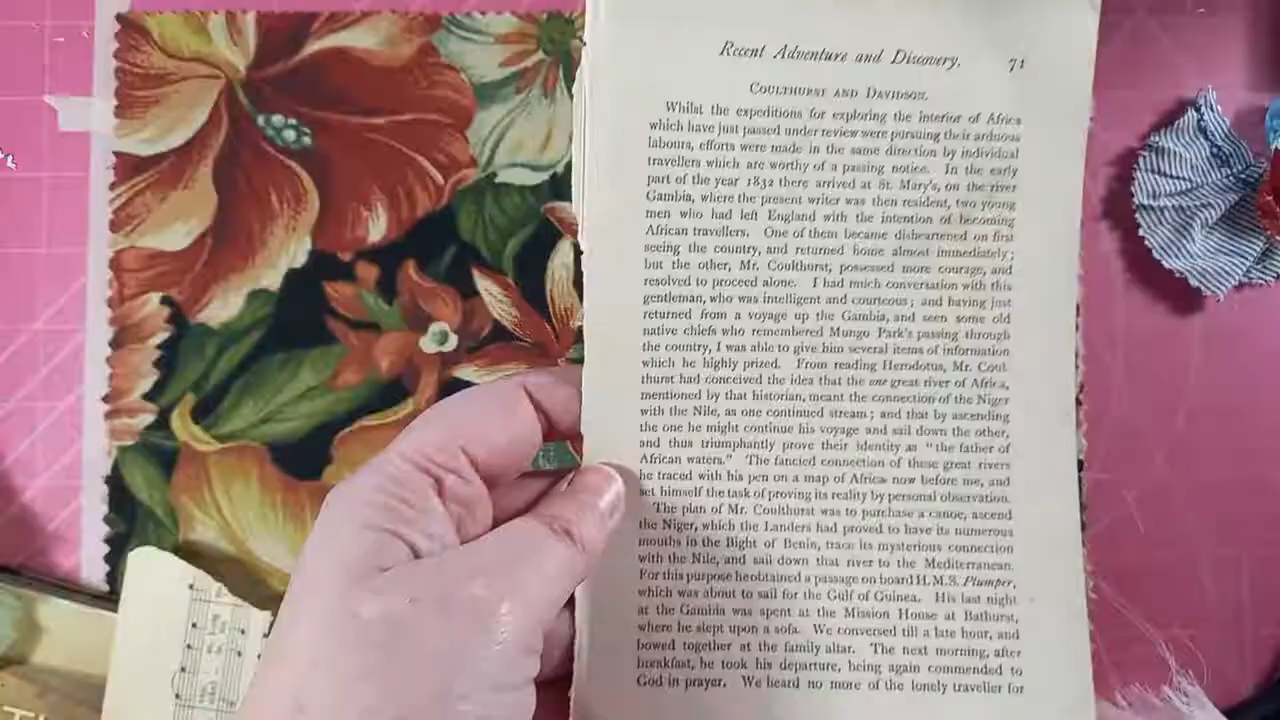 Recent Adventure and Discovery. 71
COULTHURST AND DAVIDSON.
Whilst the expeditions for exploring the interior of Africa
which have just passed under review were pursuing their arduous
labours, efforts were made in the same direction by individual
travellers which are worthy of a passing notice. In the early
part of the year 1832 there arrived at St. Mary's, on the river
Gambia, where the present writer was then resident, two young
men who had left England with the intention of becoming
African travellers. One of them became disheartened on first
seeing the country, and returned home almost immediately;
but the other, Mr. Coulthurst, possessed more courage, and
resolved to proceed alone. I had much conversation with this
gentleman, who was intelligent and courteous; and having just
returned from a voyage up the Gambia, and seen some old
native chiefs who remembered Mungo Park's passing through
the country, I was able to give him several items of information
which he highly prized. From reading Herodotus, Mr. Coul
thurst had conceived the idea that the one great river of Africa,
mentioned by that historian, meant the connection of the Niger
with the Nile, as one continued stream; and that by ascending
the one he might continue his voyage and sail down the other,
and thus triumphantly prove their identity as "the father of
African waters." The fancied connection of these great rivers
he traced with his pen on a map of Africa now before me, and
set himself the task of proving its reality by personal observation.
The plan of Mr. Coulthurst was to purchase a canoe, ascend
the Niger, which the Landers had proved to have its numerous
mouths in the Bight of Benin, trace its mysterious connection
with the Nile, and sail down that river to the Mediterranean.
For this purpose he obtained a passage on board H.M.S. Plumper,
which was about to sail for the Gulf of Guinea. His last night
at the Gambia was spent at the Mission House at Bathurst,
where he slept upon a sofa. We conversed till a late hour, and
bowed together at the family altar. The next morning, after
breakfast, he took his departure, being again commended to
God in prayer. We heard no more of the lonely traveller for